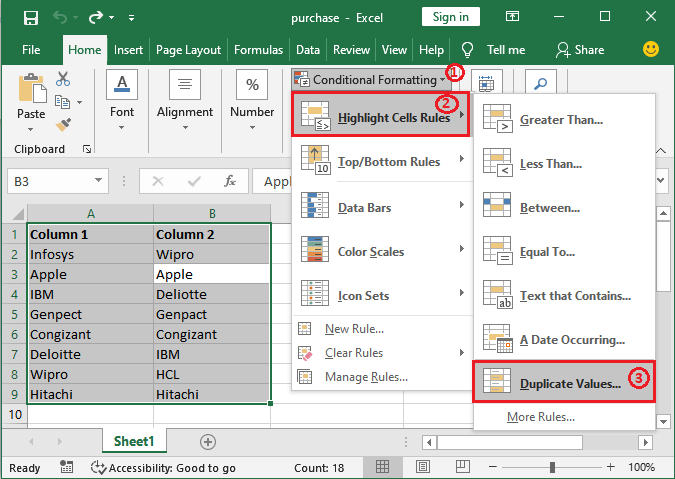 purchase - Excel
Sign in
File Home Insert Page Layout Formulas Data Review View Help Tell me Share
Paste
Clipboard
Font
Alignment
%
Number
Conditional Formatting 1
Highlight Cells Rules 2
Top/Bottom Rules
Data Bars
Color Scales
Icon Sets
New Rule...
Clear Rules
Manage Rules...
Greater Than...
Less Than...
Between...
Equal To...
Text that Contains...
A Date Occurring...
Duplicate Values... 3
More Rules...
B3 fx Appl
A B
1 Column 1 Column 2
2 Infosys Wipro
3 Apple Apple
4 IBM Deliotte
5 Genpect Genpact
6 Congizant Congizant
7 Deloitte IBM
8 Wipro HCL
9 Hitachi Hitachi
10
Sheet1
Ready Accessibility: Good to go Count: 18 100%